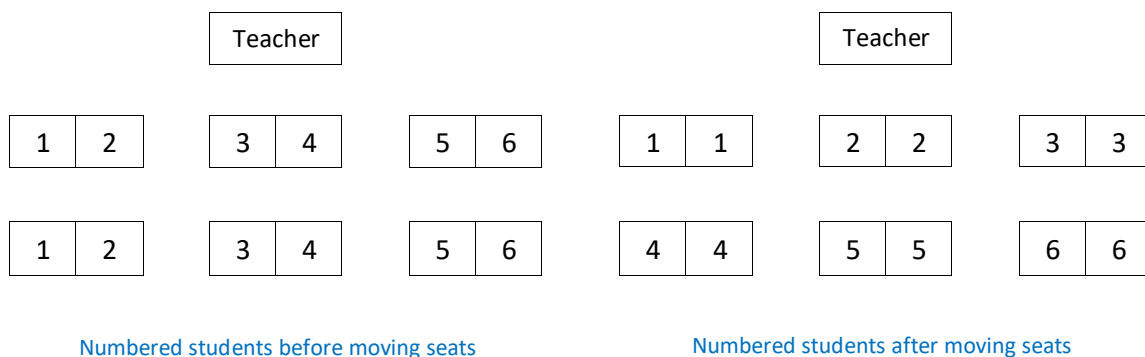 Teacher Teacher
1 2 3 4 5 6 1 1 2 2 3 3
1 2 3 4 5 6 4 4 5 5 6 6
Numbered students before moving seats Numbered students after moving seats